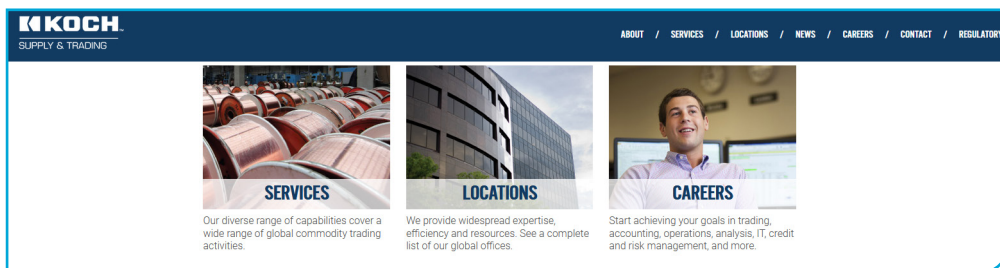 KOCH™
SUPPLY & TRADING
ABOUT / SERVICES / LOCATIONS / NEWS / CAREERS / CONTACT / REGULATORY
SERVICES
Our diverse range of capabilities cover a
wide range of global commodity trading
activities.
LOCATIONS
We provide widespread expertise,
efficiency and resources. See a complete
list of our global offices.
CAREERS
Start achieving your goals in trading,
accounting, operations, analysis, IT, credit
and risk management, and more.